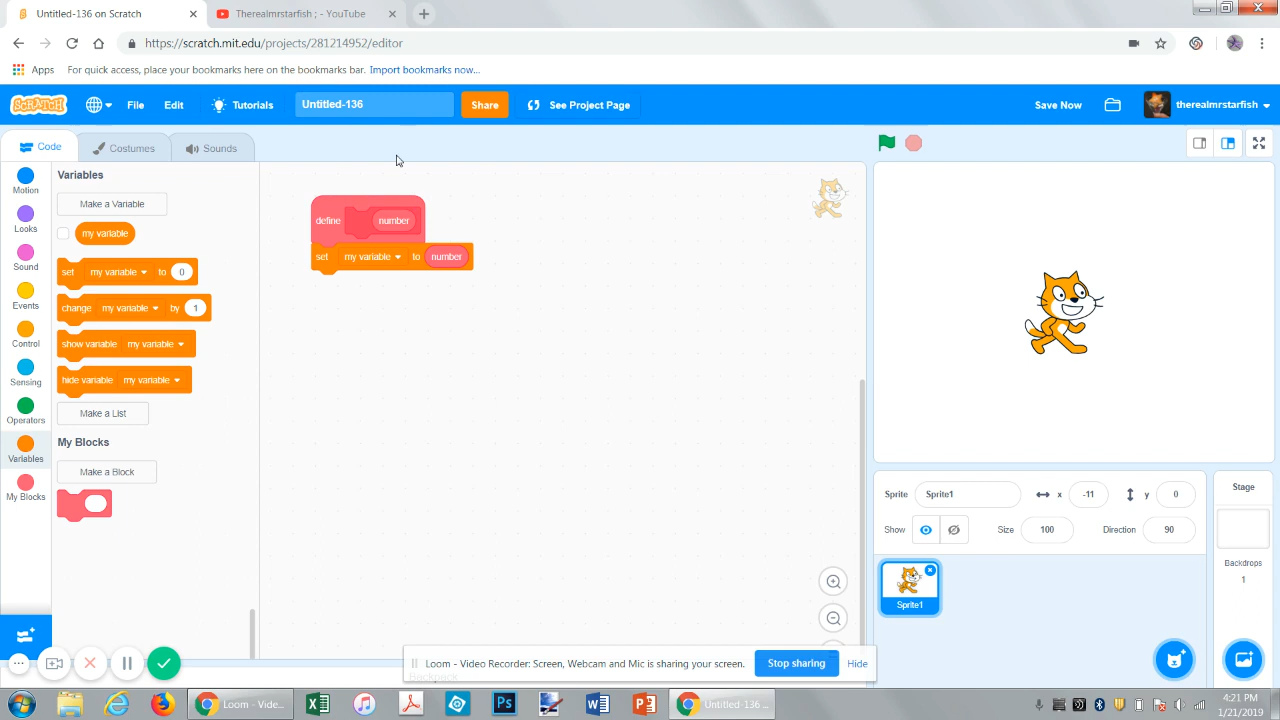 Untitled-136 on Scratch
Therealmrstarfish ; - YouTube
https://scratch.mit.edu/projects/281214952/editor
Apps For quick access, place your bookmarks here on the bookmarks bar. Import bookmarks now...
SCRATCH File Edit Tutorials Untitled-136 Share See Project Page Save Now therealmrstarfish
Code Costumes Sounds
Motion
Looks
Sound
Events
Control
Sensing
Operators
Variables
My Blocks
Variables
Make a Variable
my variable
set my variable to 0
change my variable by 1
show variable my variable
hide variable my variable
Make a List
My Blocks
Make a Block
define number
set my variable to number
Sprite Sprite1 x -11 y 0
Show Size 100 Direction 90
Sprite1
Stage
Backdrops
1
Loom - Video Recorder: Screen, Webcam and Mic is sharing your screen. Stop sharing Hide
Backpack
Loom - Vide...
Untitled-136 ...
4:21 PM
1/21/2019